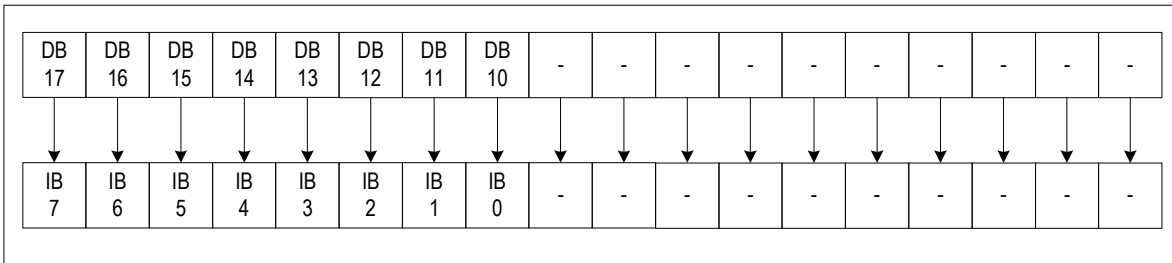 DB DB DB DB DB DB DB DB - - - - - - - - - -
17 16 15 14 13 12 11 10
IB IB IB IB IB IB IB IB - - - - - - - - - -
7 6 5 4 3 2 1 0